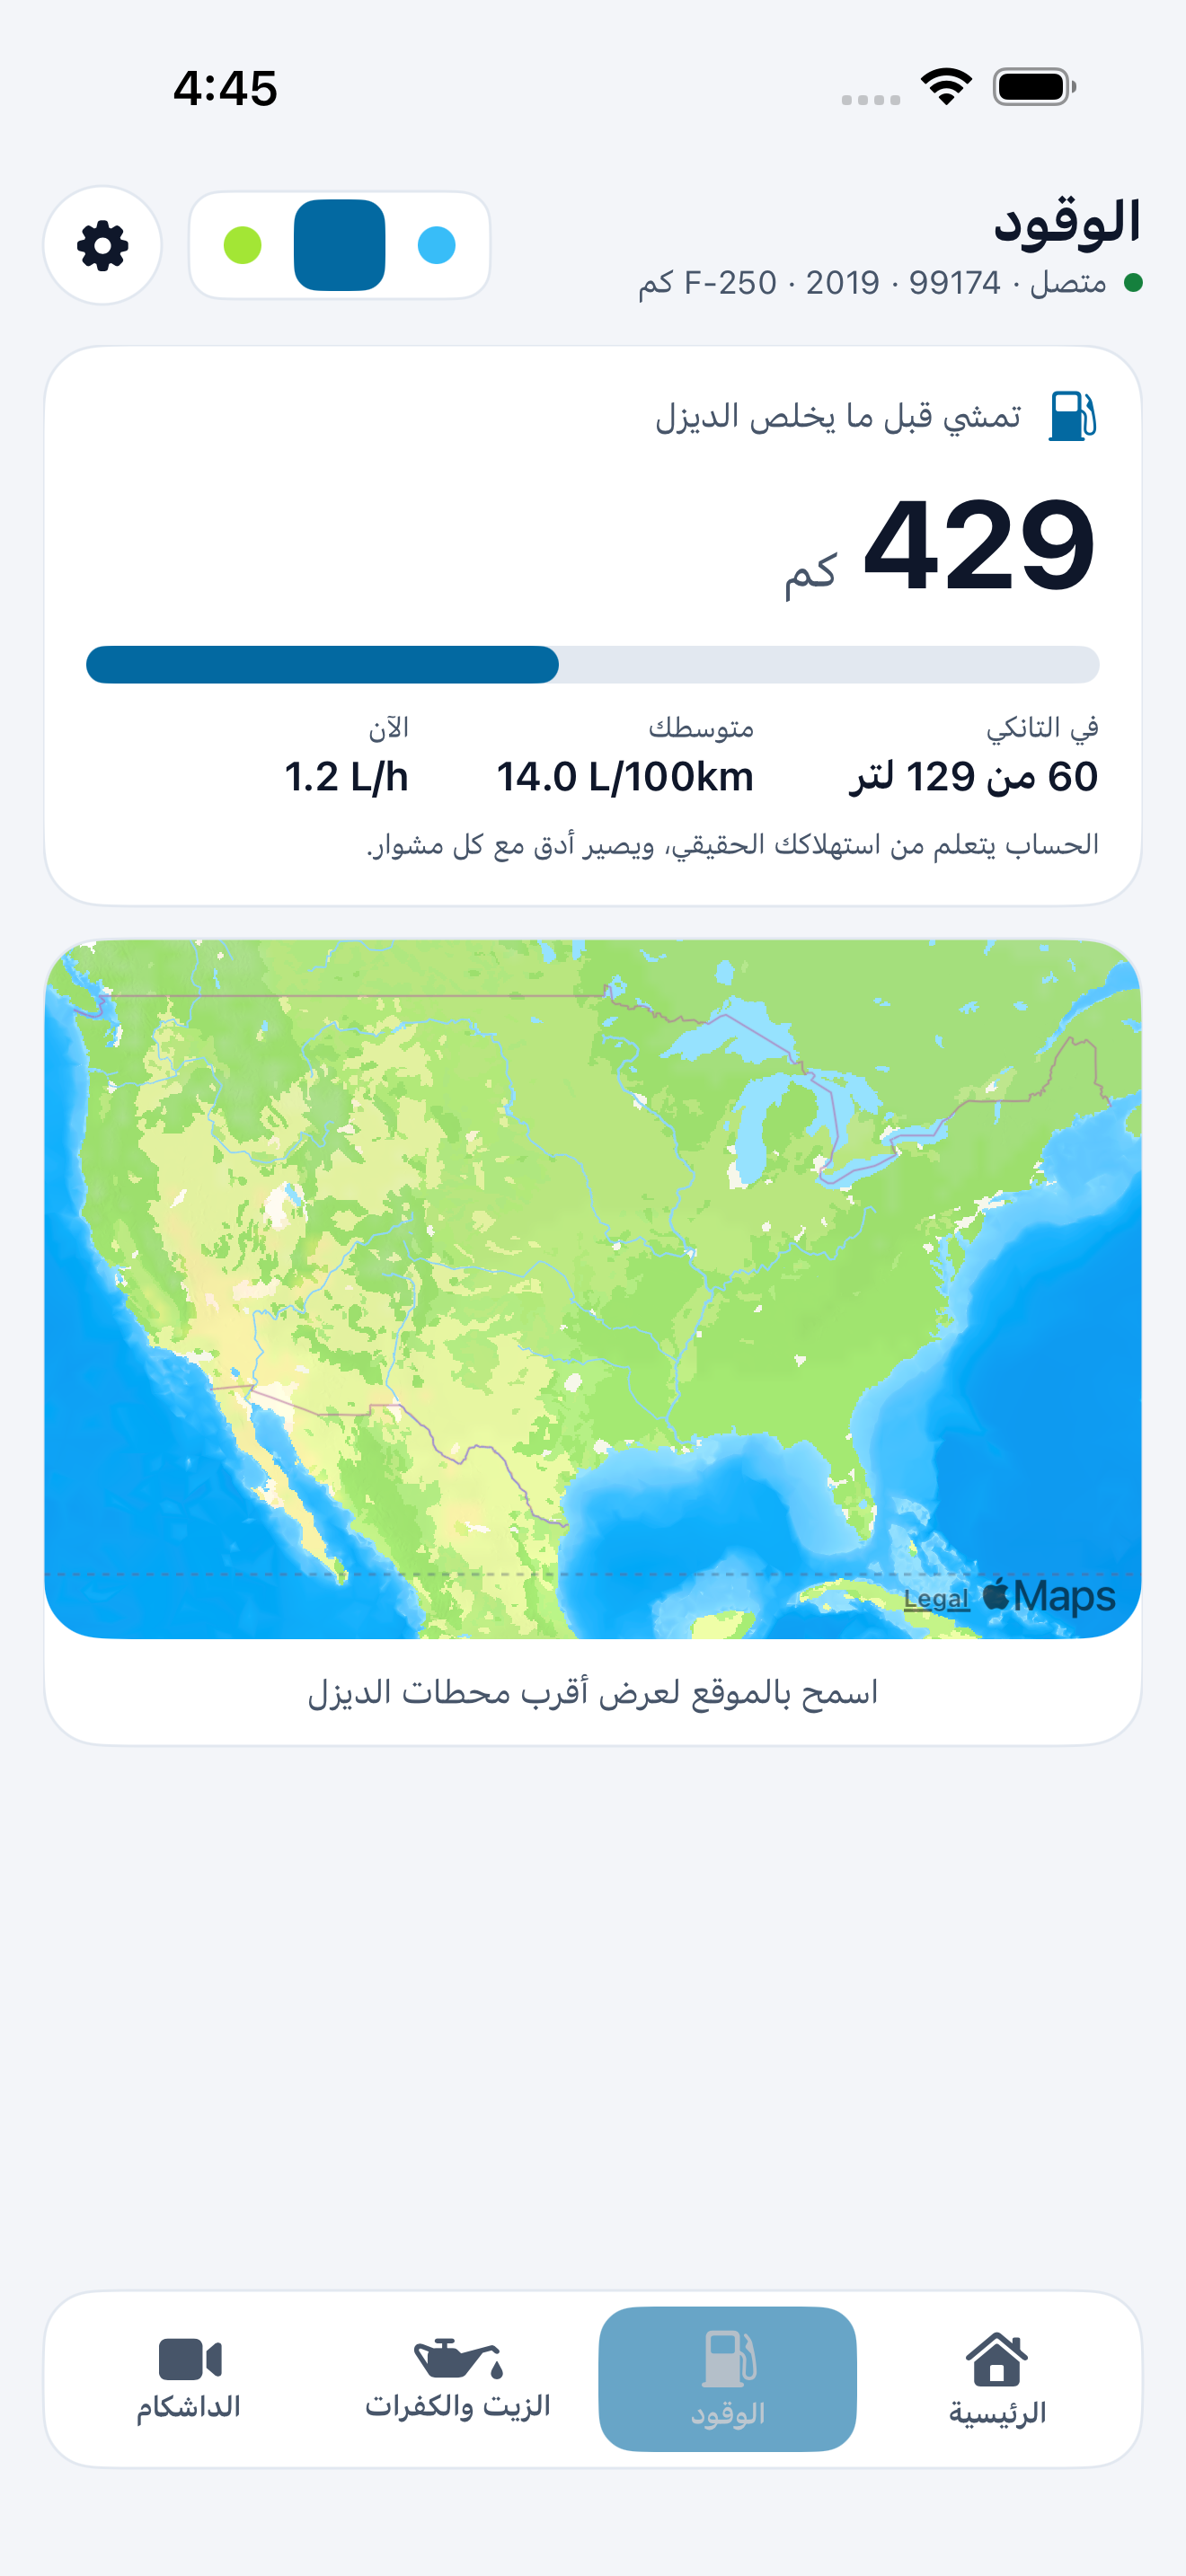 4:45
الوقود
متصل · F-250 · 2019 · 99174 كم
تمشي قبل ما يخلص الديزل
429 كم
في التانكي
60 من 129 لتر
متوسطك
14.0 L/100km
الآن
1.2 L/h
الحساب يتعلم من استهلاكك الحقيقي، ويصير أدق مع كل مشوار.
Legal
Maps
اسمح بالموقع لعرض أقرب محطات الديزل
الرئيسية
الوقود
الزيت والكفرات
الداشكام